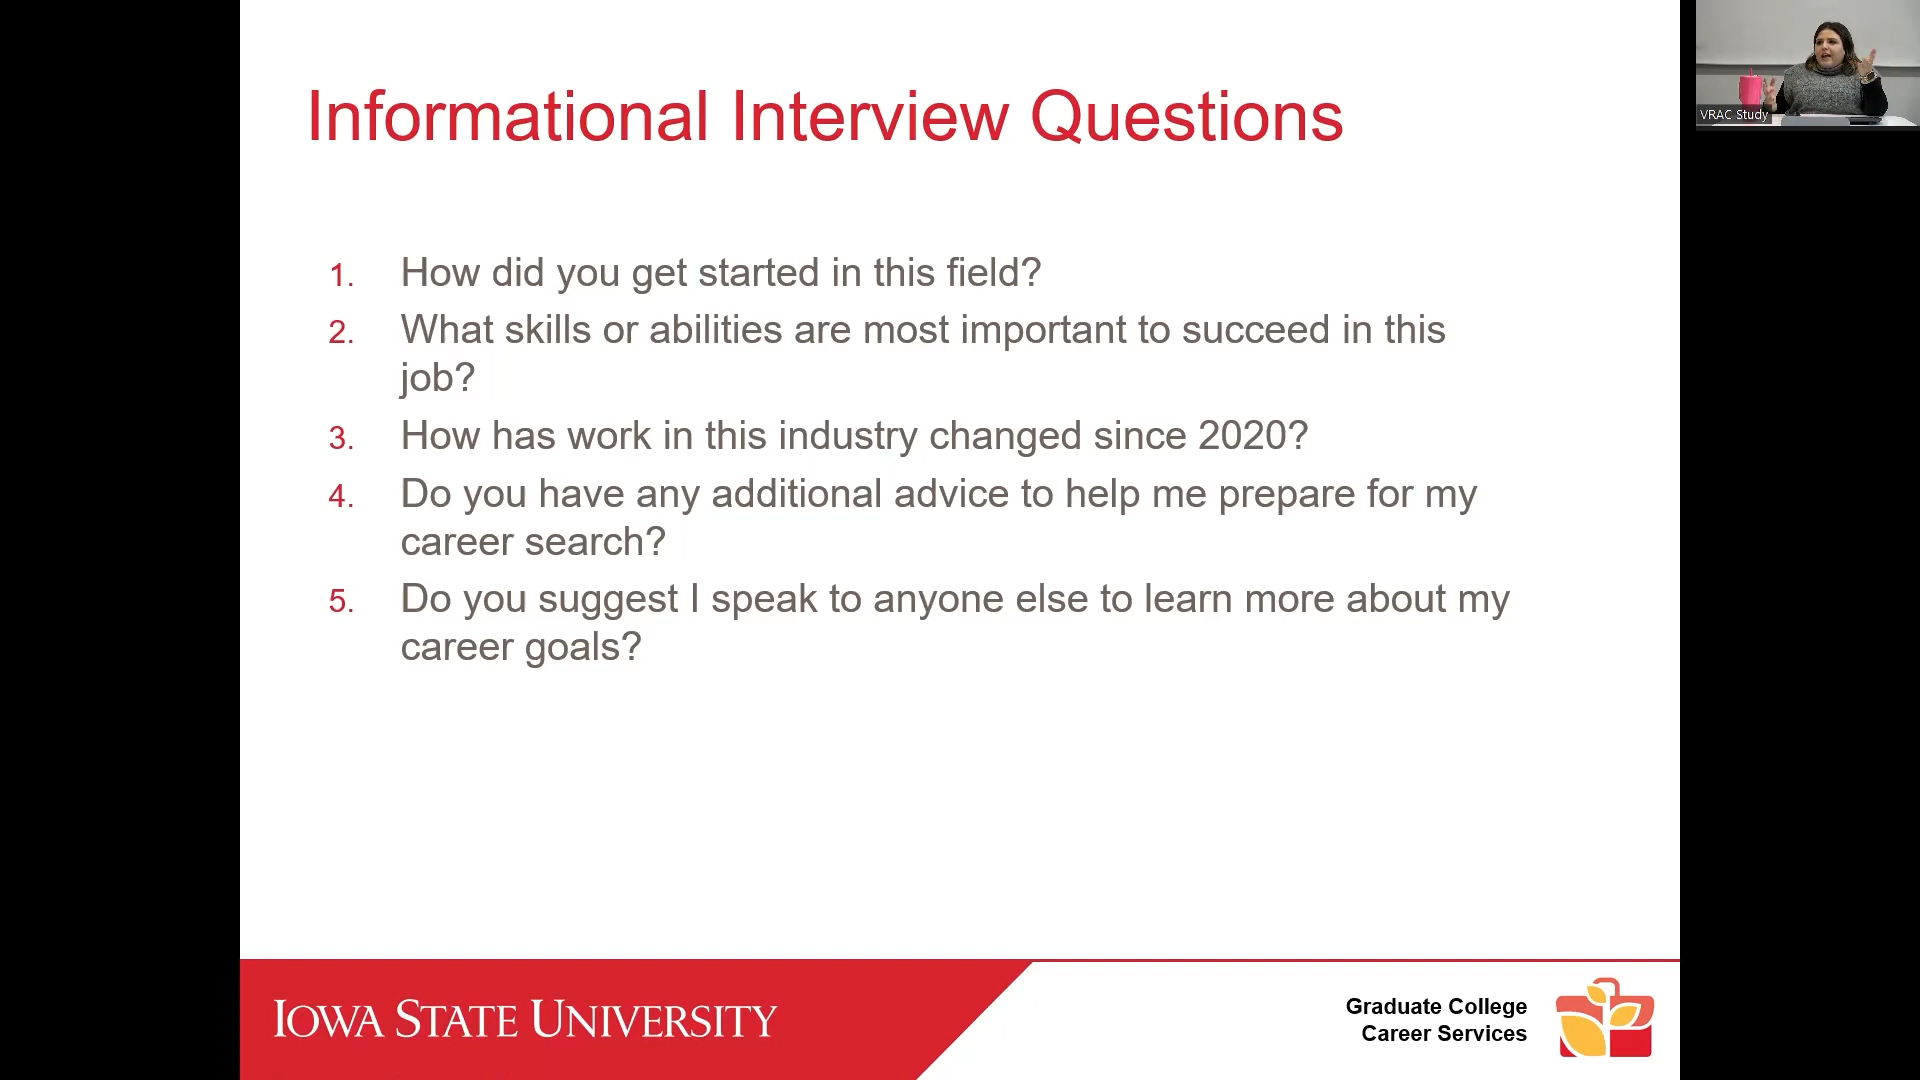 Informational Interview Questions
1. How did you get started in this field?
2. What skills or abilities are most important to succeed in this
job?
3. How has work in this industry changed since 2020?
4. Do you have any additional advice to help me prepare for my
career search?
5. Do you suggest I speak to anyone else to learn more about my
career goals?
IOWA STATE UNIVERSITY
Graduate College
Career Services
VRAC Study